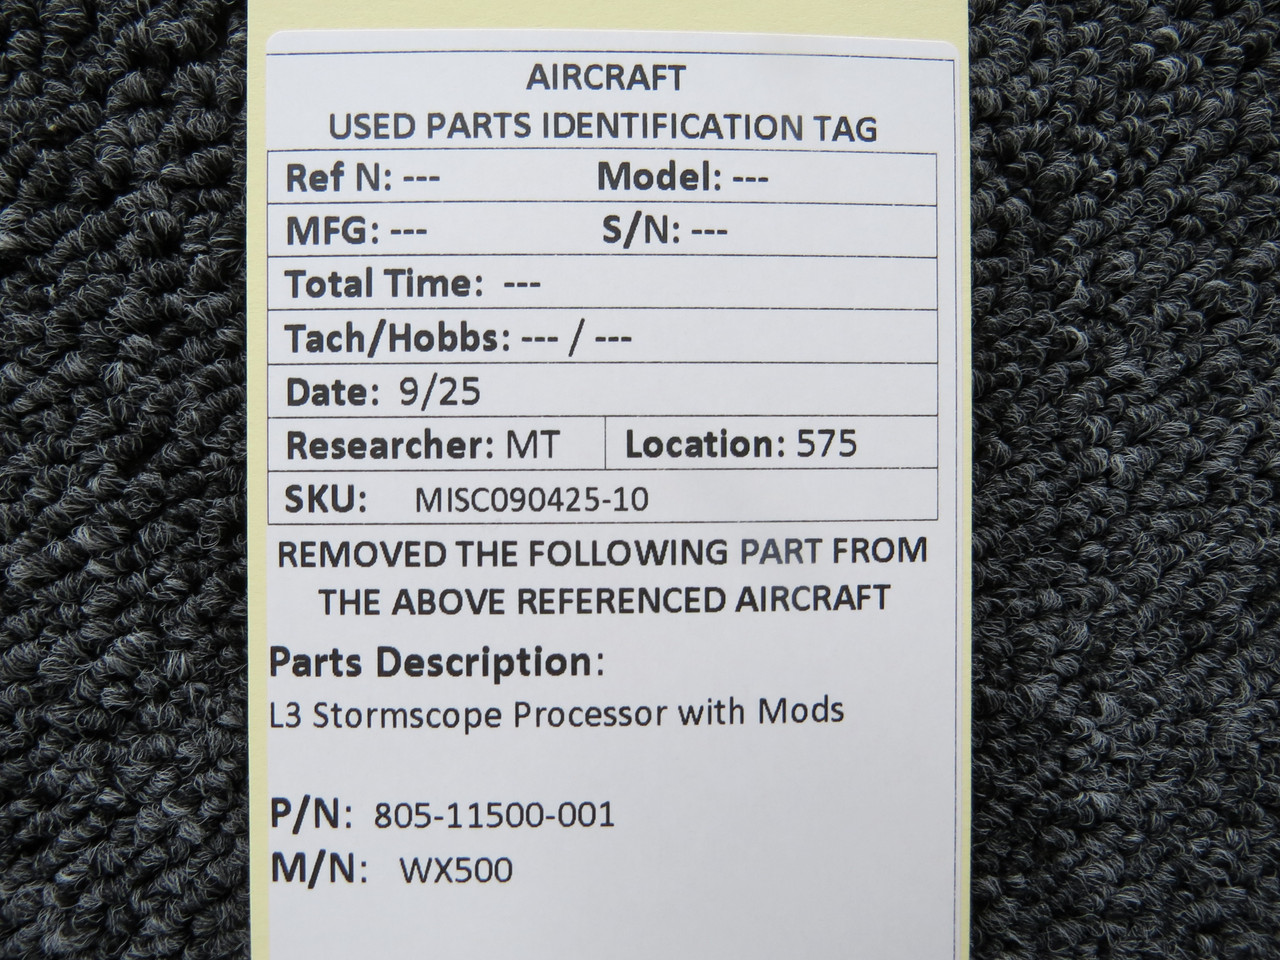 AIRCRAFT
USED PARTS IDENTIFICATION TAG
Ref N: --- Model: ---
MFG: --- S/N: ---
Total Time: ---
Tach/Hobbs: --- / ---
Date: 9/25
Researcher: MT Location: 575
SKU: MISC090425-10
REMOVED THE FOLLOWING PART FROM
THE ABOVE REFERENCED AIRCRAFT
Parts Description:
L3 Stormscope Processor with Mods
P/N: 805-11500-001
M/N: WX500